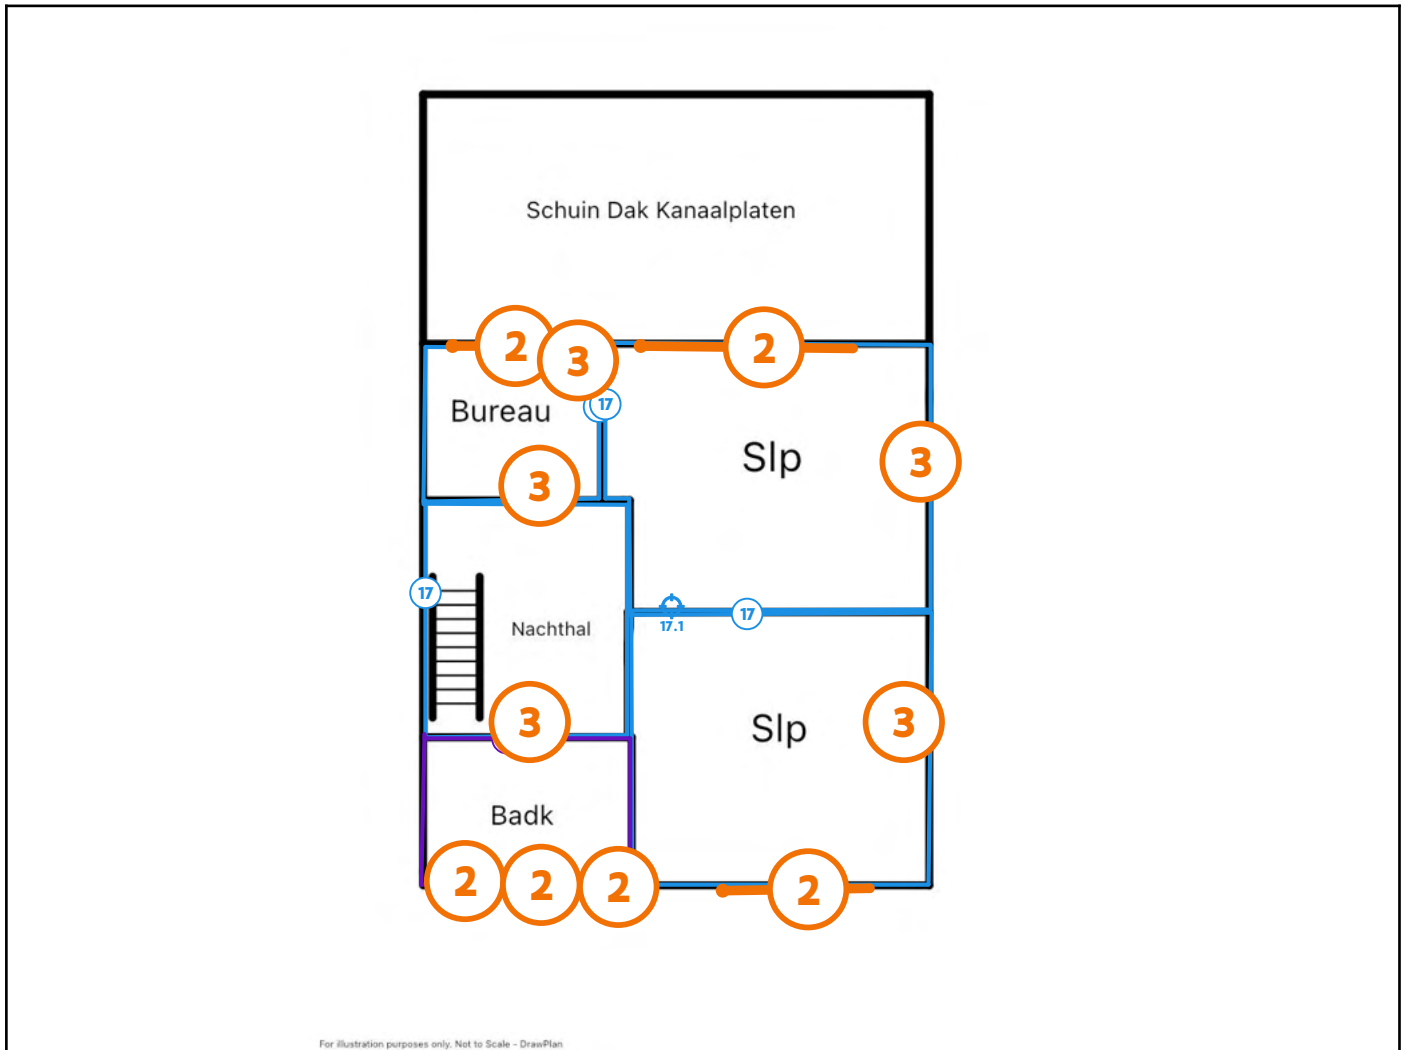 Schuin Dak Kanaalplaten
2
3
2
17
Bureau
Slp
3
3
17
17.1
17
Nachthal
3
Slp
3
Badk
2
2
2
2
For illustration purposes only. Not to Scale - DrawPlan